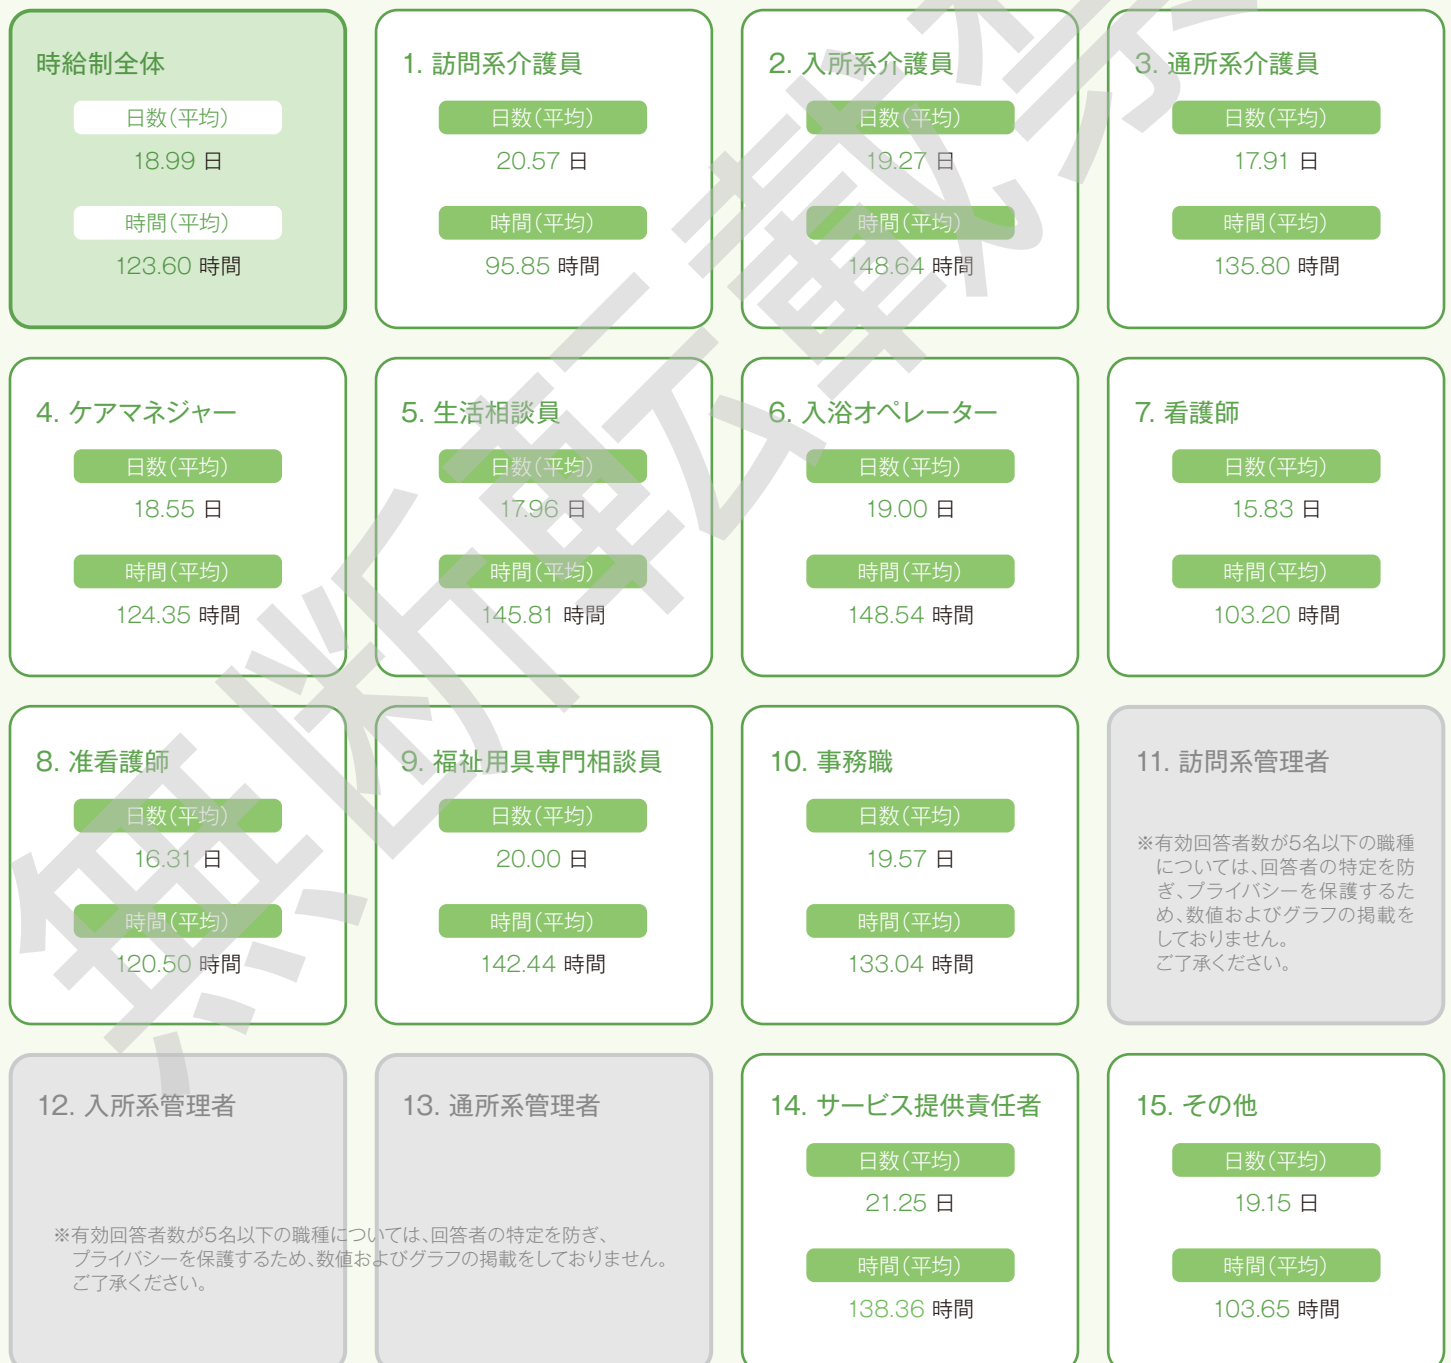 時給制全体
日数(平均)
18.99 日
時間(平均)
123.60 時間
1. 訪問系介護員
日数(平均)
20.57 日
時間(平均)
95.85 時間
2. 入所系介護員
日数(平均)
19.27 日
時間(平均)
148.64 時間
3. 通所系介護員
日数(平均)
17.91 日
時間(平均)
135.80 時間
4. ケアマネジャー
日数(平均)
18.55 日
時間(平均)
124.35 時間
5. 生活相談員
日数(平均)
17.96 日
時間(平均)
145.81 時間
6. 入浴オペレーター
日数(平均)
19.00 日
時間(平均)
148.54 時間
7. 看護師
日数(平均)
15.83 日
時間(平均)
103.20 時間
8. 准看護師
日数(平均)
16.31 日
時間(平均)
120.50 時間
9. 福祉用具専門相談員
日数(平均)
20.00 日
時間(平均)
142.44 時間
10. 事務職
日数(平均)
19.57 日
時間(平均)
133.04 時間
11. 訪問系管理者
※有効回答者数が5名以下の職種
については、回答者の特定を防
ぎ、プライバシーを保護するた
め、数値およびグラフの掲載を
しておりません。
ご了承ください。
12. 入所系管理者
13. 通所系管理者
※有効回答者数が5名以下の職種については、回答者の特定を防ぎ、
プライバシーを保護するため、数値およびグラフの掲載をしておりません。
ご了承ください。
14. サービス提供責任者
日数(平均)
21.25 日
時間(平均)
138.36 時間
15. その他
日数(平均)
19.15 日
時間(平均)
103.65 時間
無断転載禁